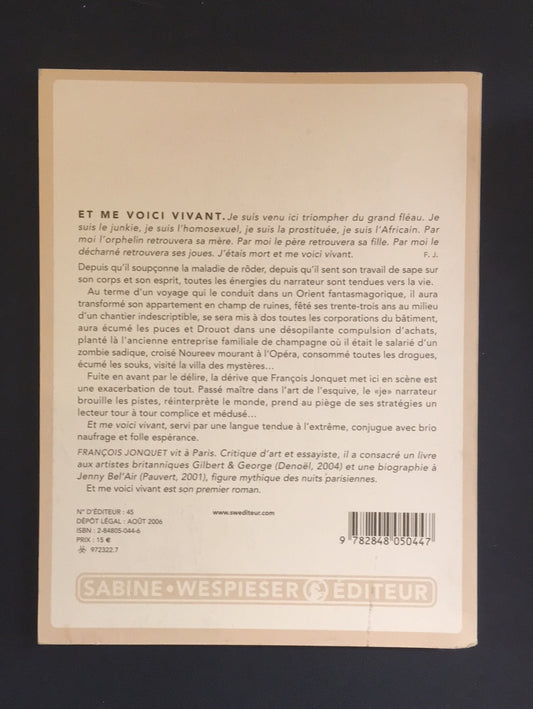 ET ME VOICI VIVANT. Je suis venu ici triompher du grand fléau. Je
suis le junkie, je suis l'homosexuel, je suis la prostituée, je suis l'Africain. Par
moi l'orphelin retrouvera sa mère. Par moi le père retrouvera sa fille. Par moi le
décharné retrouvera ses joues. J'étais mort et me voici vivant. F. J.
Depuis qu'il soupçonne la maladie de rôder, depuis qu'il sent son travail de sape sur
son corps et son esprit, toutes les énergies du narrateur sont tendues vers la vie.
Au terme d'un voyage qui le conduit dans un Orient fantasmagorique, il aura
transformé son appartement en champ de ruines, fêté ses trente-trois ans au milieu
d'un chantier indescriptible, se sera mis à dos toutes les corporations du bâtiment,
aura écumé les puces et Drouot dans une désopilante compulsion d'achats,
planté là l'ancienne entreprise familiale de champagne où il était le salarié d'un
zombie sadique, croisé Noureev mourant à l'Opéra, consommé toutes les drogues,
écumé les souks, visité la villa des mystères…
Fuite en avant par le délire, la dérive que François Jonquet met ici en scène est
une exacerbation de tout. Passé maître dans l'art de l'esquive, le «je» narrateur
brouille les pistes, réinterprète le monde, prend au piège de ses stratégies un
lecteur tour à tour complice et médusé…
Et me voici vivant, servi par une langue tendue à l'extrême, conjugue avec brio
naufrage et folle espérance.
FRANÇOIS JONQUET vit à Paris. Critique d'art et essayiste, il a consacré un livre
aux artistes britanniques Gilbert & George (Denoël, 2004) et une biographie à
Jenny Bel'Air (Pauvert, 2001), figure mythique des nuits parisiennes.
Et me voici vivant est son premier roman.
N° D'ÉDITEUR : 45 www.swediteur.com
DÉPÔT LÉGAL : AOÛT 2006
ISBN : 2-84805-044-6
PRIX : 15 €
972322.7
9 782848 050447
SABINE • WESPIESER ÉDITEUR